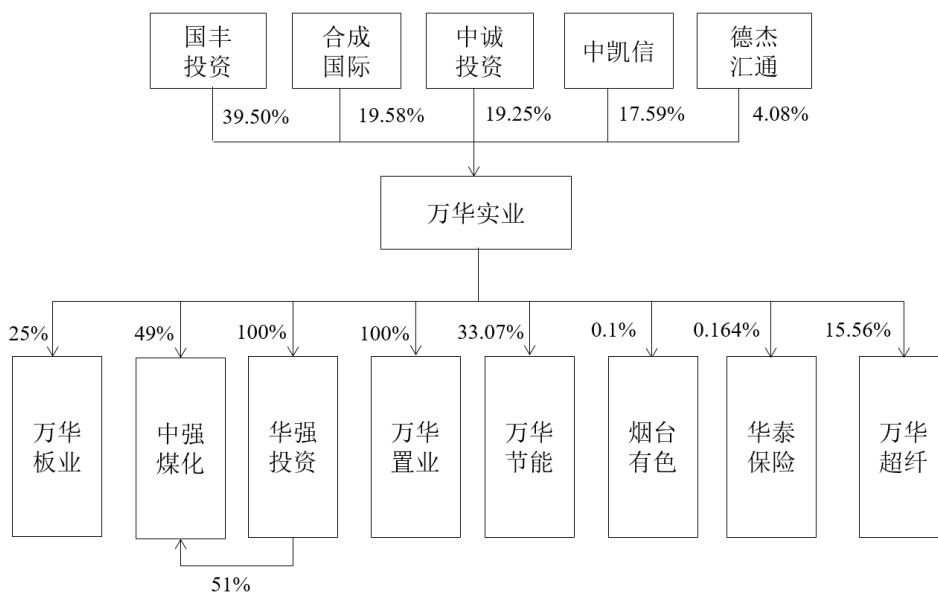 国丰
投资
合成
国际
中诚
投资
中凯信
德杰
汇通
39.50%
19.58%
19.25%
17.59%
4.08%
万华实业
25%
49%
100%
100%
33.07%
0.1%
0.164%
15.56%
万华
板业
中强
煤化
华强
投资
万华
置业
万华
节能
烟台
有色
华泰
保险
万华
超纤
51%